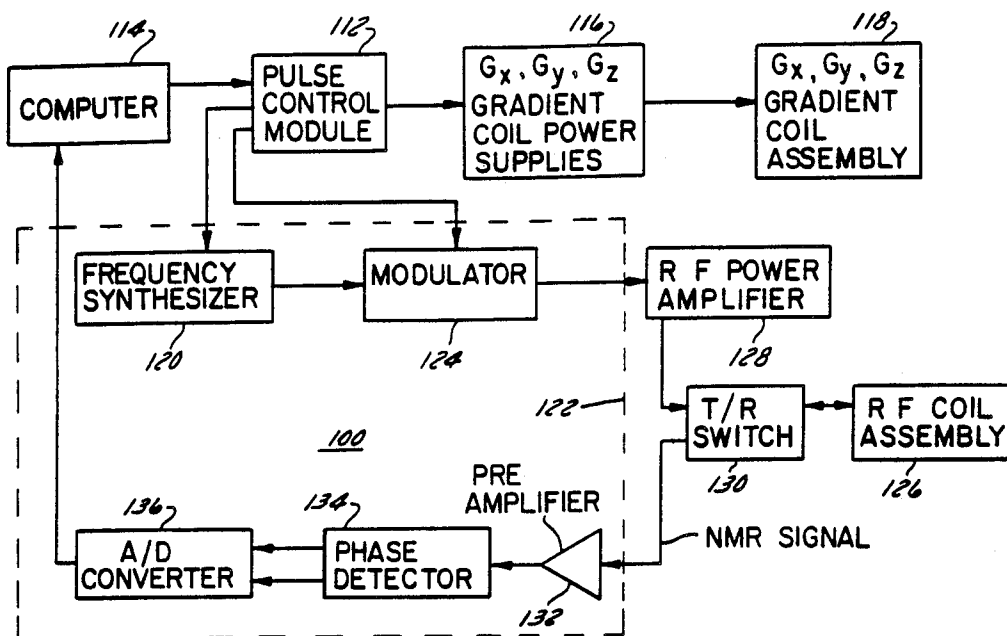 114
COMPUTER
112
PULSE
CONTROL
MODULE
116
Gx, Gy, Gz
GRADIENT
COIL POWER
SUPPLIES
118
Gx, Gy, Gz
GRADIENT
COIL
ASSEMBLY
FREQUENCY
SYNTHESIZER
120
MODULATOR
124
R F POWER
AMPLIFIER
128
122
T/R
SWITCH
130
R F COIL
ASSEMBLY
126
100
NMR SIGNAL
PRE
AMPLIFIER
132
134
PHASE
DETECTOR
136
A/D
CONVERTER